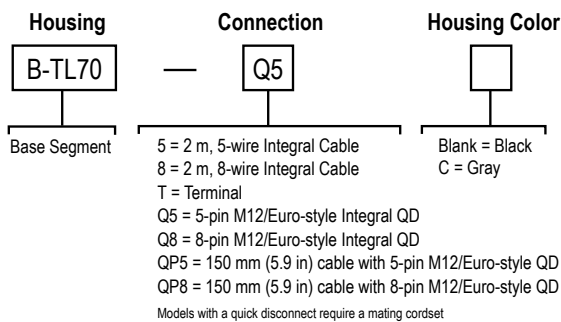 Housing Connection Housing Color
B-TL70 — Q5
Base Segment
5 = 2 m, 5-wire Integral Cable
8 = 2 m, 8-wire Integral Cable
T = Terminal
Q5 = 5-pin M12/Euro-style Integral QD
Q8 = 8-pin M12/Euro-style Integral QD
QP5 = 150 mm (5.9 in) cable with 5-pin M12/Euro-style QD
QP8 = 150 mm (5.9 in) cable with 8-pin M12/Euro-style QD
Models with a quick disconnect require a mating cordset
Blank = Black
C = Gray